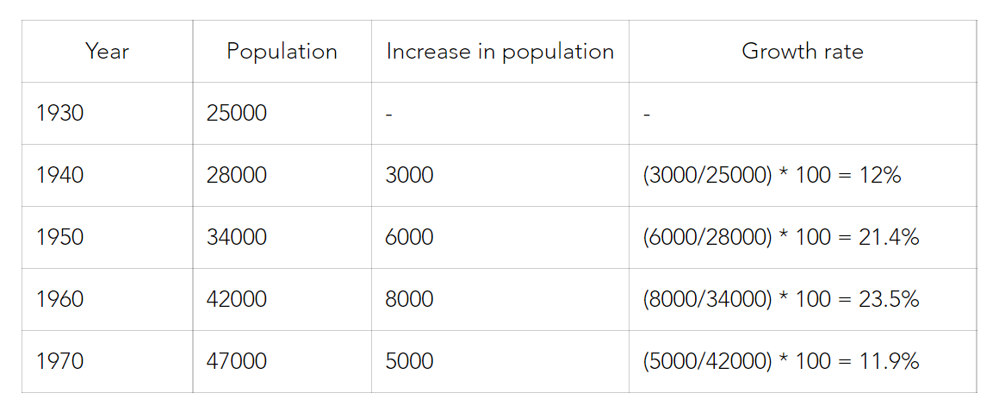 Year Population Increase in population Growth rate
1930 25000 - -
1940 28000 3000 (3000/25000) * 100 = 12%
1950 34000 6000 (6000/28000) * 100 = 21.4%
1960 42000 8000 (8000/34000) * 100 = 23.5%
1970 47000 5000 (5000/42000) * 100 = 11.9%